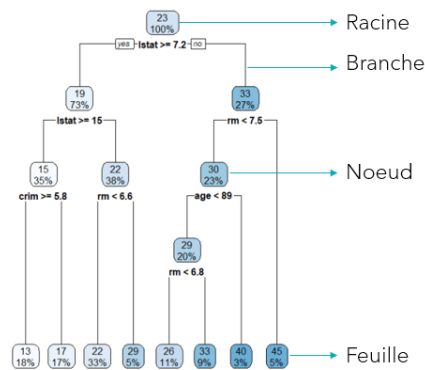 23
100%
Racine
yes lstat >= 7.2 no
Branche
19
73%
33
27%
lstat >= 15
rm < 7.5
15
35%
22
38%
30
23%
Noeud
crim >= 5.8
rm < 6.6
age < 89
29
20%
rm < 6.8
13
18%
17
17%
22
33%
29
5%
26
11%
33
9%
40
3%
45
5%
Feuille